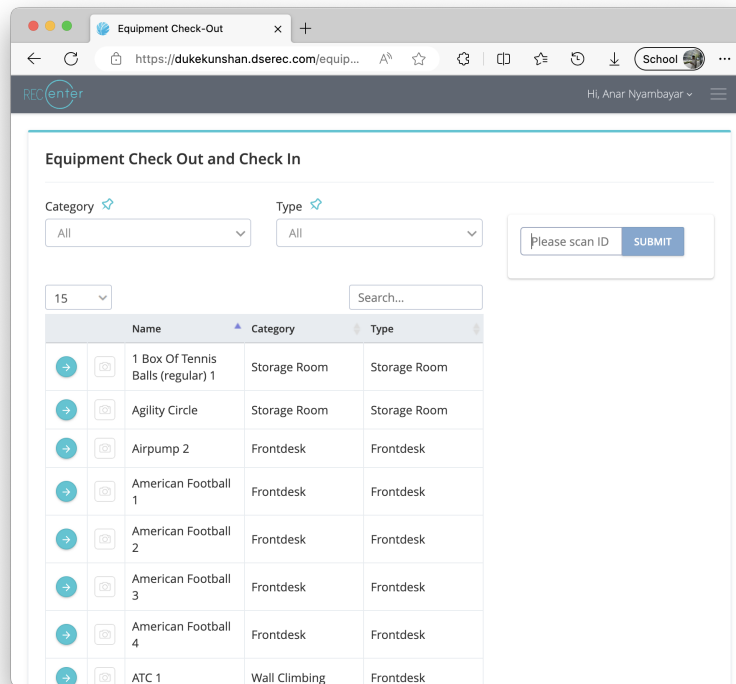 Equipment Check-Out
https://dukekunshan.dserec.com/equip...
School
RECenter
Hi, Anar Nyambayar
Equipment Check Out and Check In
Category
Type
All
All
Please scan ID
SUBMIT
15
Search...
Name Category Type
1 Box Of Tennis
Balls (regular) 1
Storage Room
Storage Room
Agility Circle
Storage Room
Storage Room
Airpump 2
Frontdesk
Frontdesk
American Football
1
Frontdesk
Frontdesk
American Football
2
Frontdesk
Frontdesk
American Football
3
Frontdesk
Frontdesk
American Football
4
Frontdesk
Frontdesk
ATC 1
Wall Climbing
Frontdesk